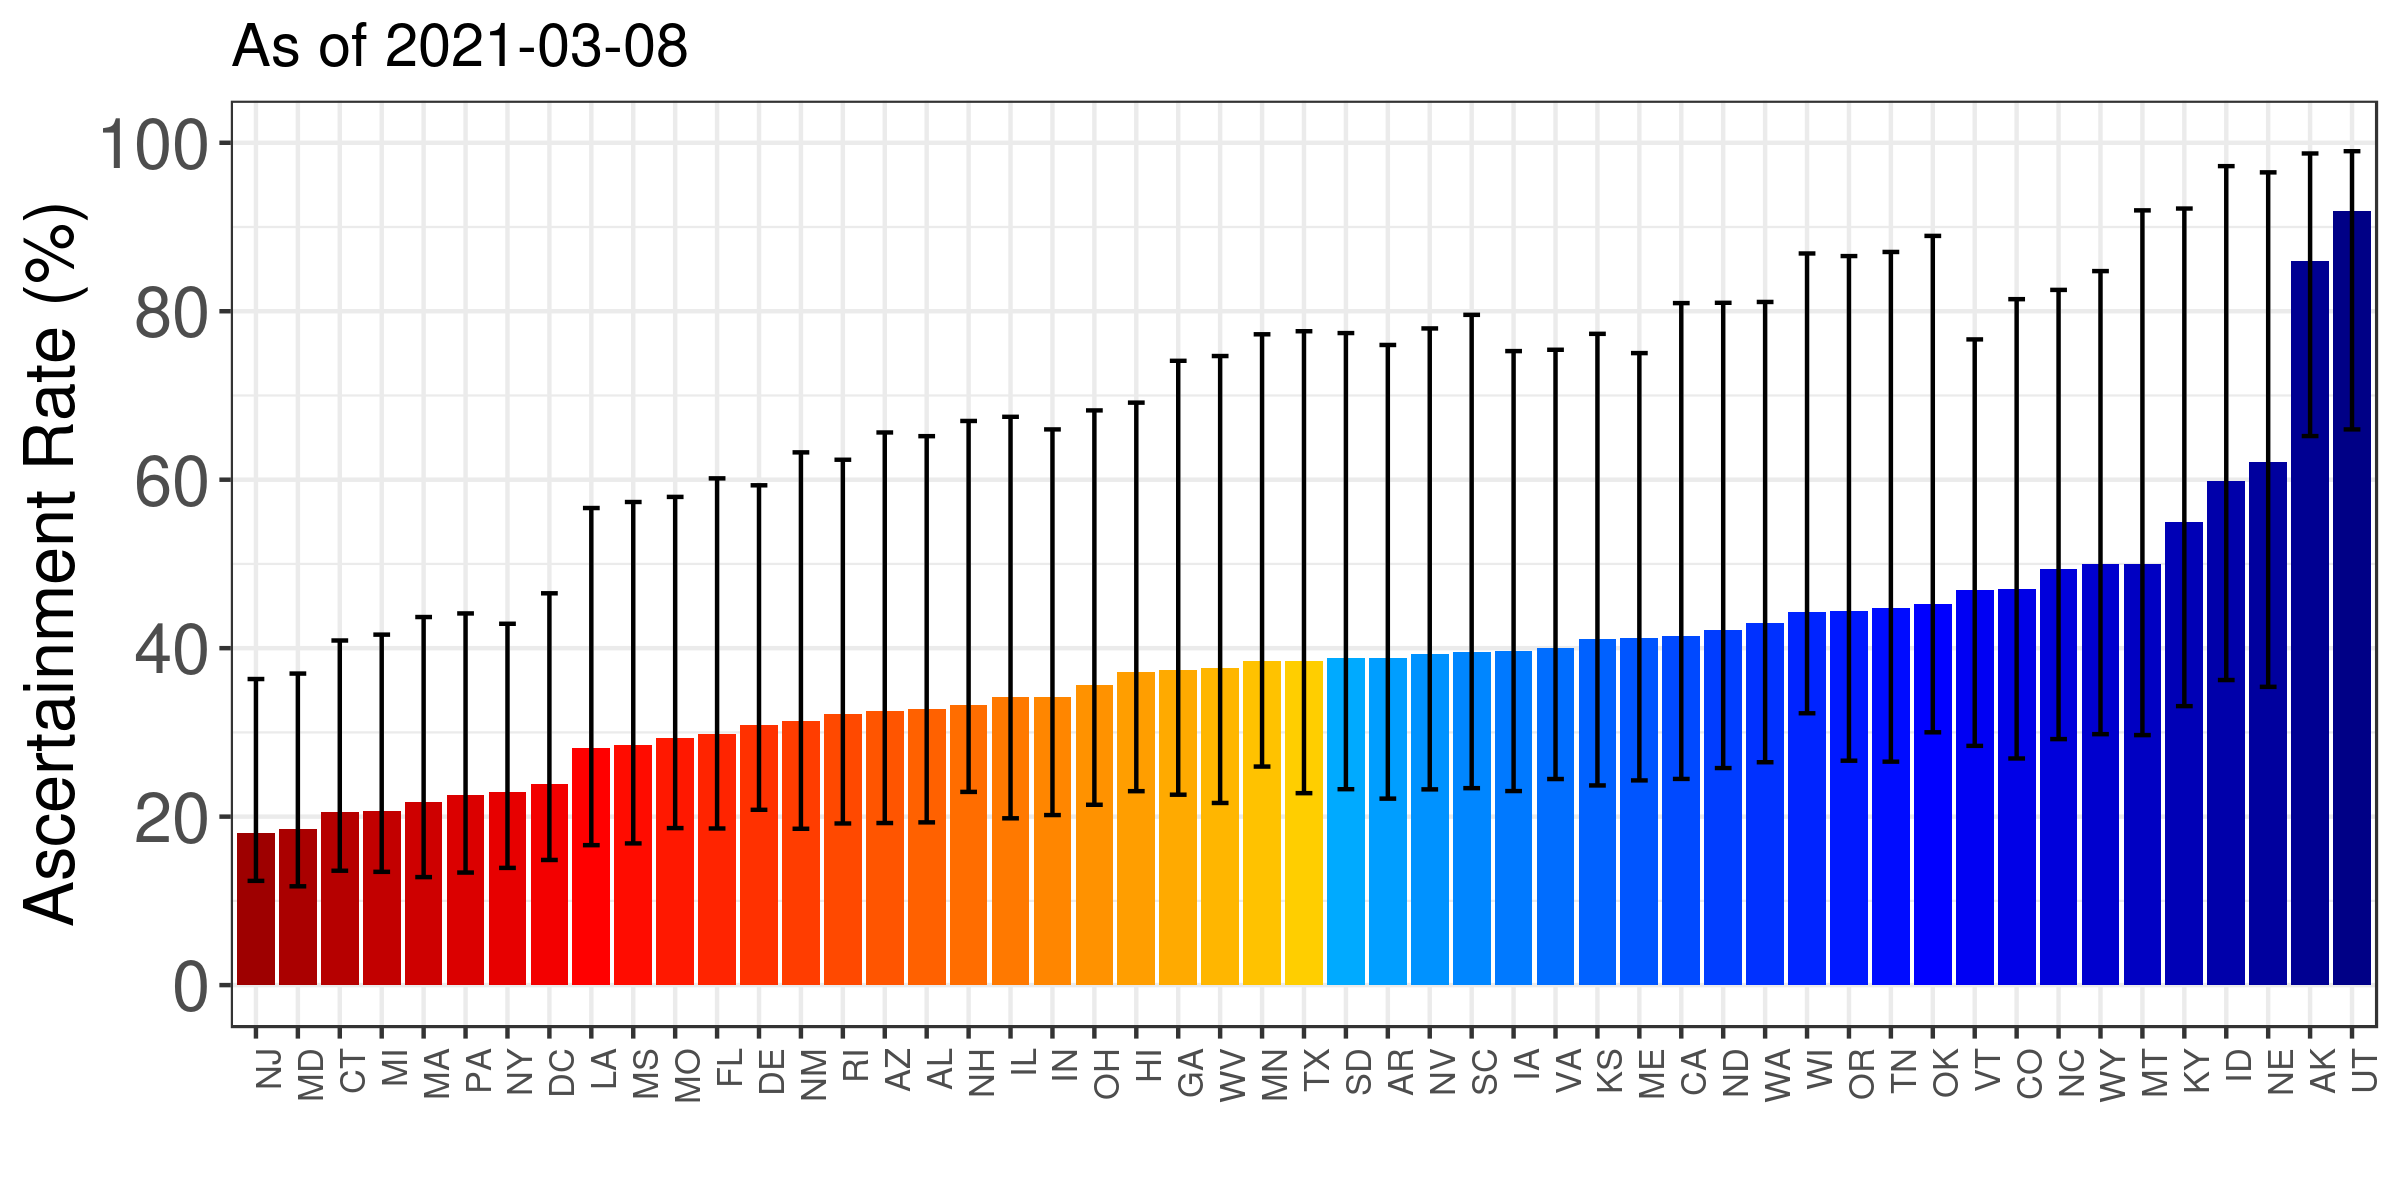 As of 2021-03-08
Ascertainment Rate (%)
100
80
60
40
20
0
NJ MD CT MI MA PA NY DC LA MS MO FL DE NM RI AZ AL NH IL IN OH HI GA WV MN TX SD AR NV SC IA VA KS ME CA ND WA WI OR TN OK VT CO NC WY MT KY ID NE AK UT